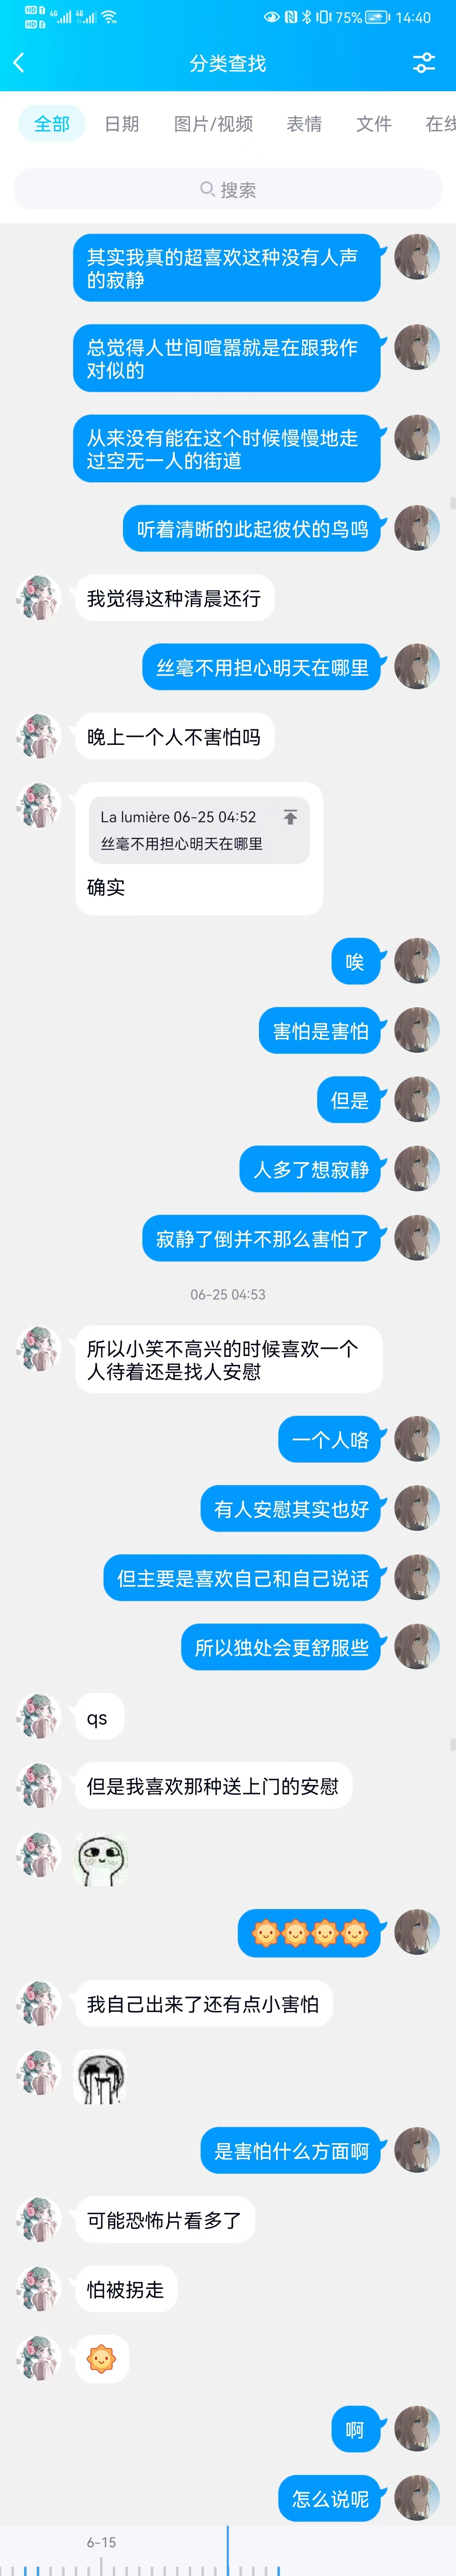 HD 1
HD 2
4G
4G
75%
14:40
分类查找
全部
日期
图片/视频
表情
文件
在线
搜索
其实我真的超喜欢这种没有人声
的寂静
总觉得人世间喧嚣就是在跟我作
对似的
从来没有能在这个时候慢慢地走
过空无一人的街道
听着清晰的此起彼伏的鸟鸣
我觉得这种清晨还行
丝毫不用担心明天在哪里
晚上一个人不害怕吗
La lumière 06-25 04:52
丝毫不用担心明天在哪里
确实
唉
害怕是害怕
但是
人多了想寂静
寂静了倒并不那么害怕了
06-25 04:53
所以小笑不高兴的时候喜欢一个
人待着还是找人安慰
一个人咯
有人安慰其实也好
但主要是喜欢自己和自己说话
所以独处会更舒服些
qs
但是我喜欢那种送上门的安慰
我自己出来了还有点小害怕
是害怕什么方面啊
可能恐怖片看多了
怕被拐走
啊
怎么说呢
6-15